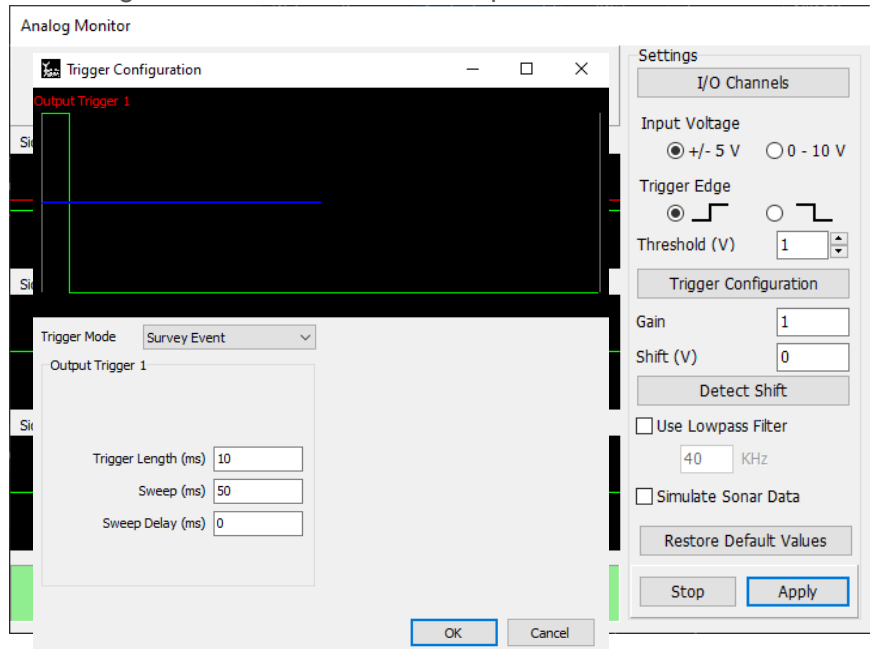 Analog Monitor
Trigger Configuration
Output Trigger 1
Trigger Mode
Survey Event
Output Trigger 1
Trigger Length (ms) 10
Sweep (ms) 50
Sweep Delay (ms) 0
OK
Cancel
Settings
I/O Channels
Input Voltage
+/- 5 V
0 - 10 V
Trigger Edge
Threshold (V) 1
Trigger Configuration
Gain 1
Shift (V) 0
Detect Shift
Use Lowpass Filter
40 KHz
Simulate Sonar Data
Restore Default Values
Stop
Apply